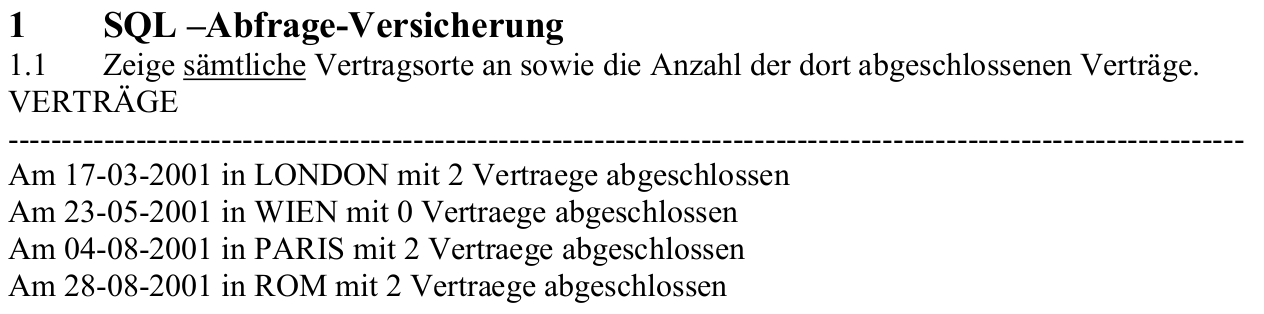 1 SQL –Abfrage-Versicherung
1.1 Zeige sämtliche Vertragsorte an sowie die Anzahl der dort abgeschlossenen Verträge.
VERTRÄGE
--------------------------------------------------------------------------------------------------------------------
Am 17-03-2001 in LONDON mit 2 Vertraege abgeschlossen
Am 23-05-2001 in WIEN mit 0 Vertraege abgeschlossen
Am 04-08-2001 in PARIS mit 2 Vertraege abgeschlossen
Am 28-08-2001 in ROM mit 2 Vertraege abgeschlossen